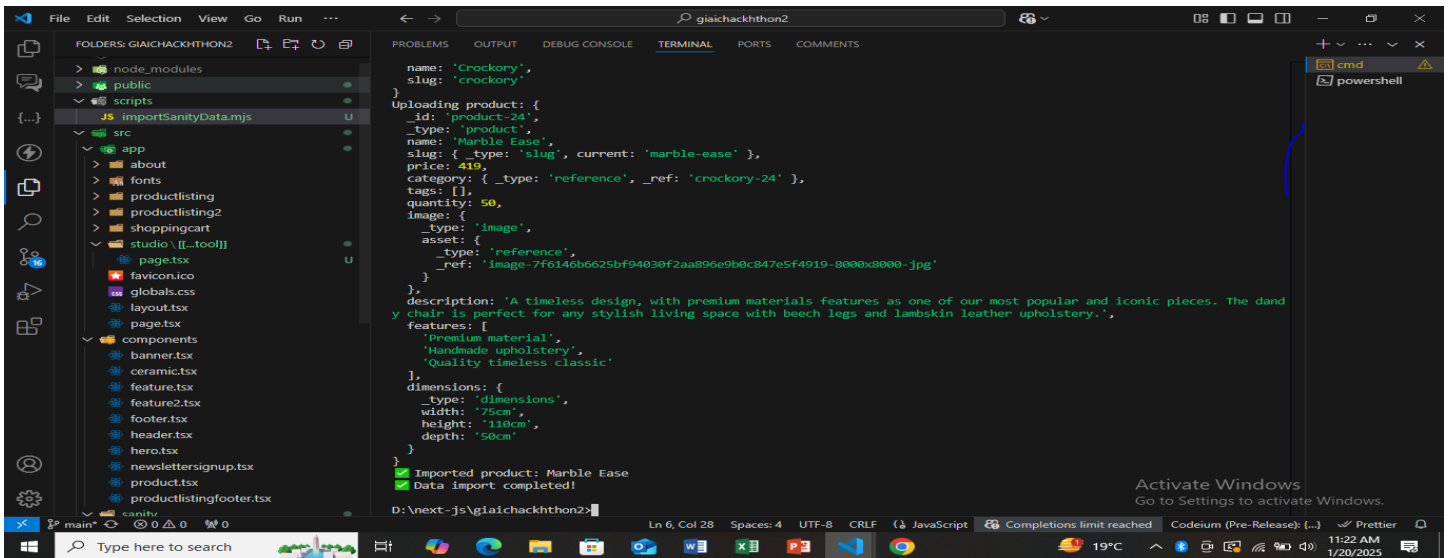 File Edit Selection View Go Run ···
giaichackhthon2
FOLDERS: GIAICHACKHTHON2
node_modules
public
scripts
JS importSanityData.mjs U
src
app
about
fonts
productlisting
productlisting2
shoppingcart
studio \ [[...tool]]
page.tsx U
favicon.ico
globals.css
layout.tsx
page.tsx
components
banner.tsx
ceramic.tsx
feature.tsx
feature2.tsx
footer.tsx
header.tsx
hero.tsx
newslettersignup.tsx
product.tsx
productlistingfooter.tsx
sanity
16
PROBLEMS OUTPUT DEBUG CONSOLE TERMINAL PORTS COMMENTS
cmd
powershell
name: 'Crockory',
slug: 'crockory'
}
Uploading product: {
_id: 'product-24',
_type: 'product',
name: 'Marble Ease',
slug: { _type: 'slug', current: 'marble-ease' },
price: 419,
category: { _type: 'reference', _ref: 'crockory-24' },
tags: [],
quantity: 50,
image: {
_type: 'image',
asset: {
_type: 'reference',
_ref: 'image-7f6146b6625bf94030f2aa896e9b0c847e5f4919-8000x8000-jpg'
}
},
description: 'A timeless design, with premium materials features as one of our most popular and iconic pieces. The dand
y chair is perfect for any stylish living space with beech legs and lambskin leather upholstery.',
features: [
'Premium material',
'Handmade upholstery',
'Quality timeless classic'
],
dimensions: {
_type: 'dimensions',
width: '75cm',
height: '110cm',
depth: '50cm'
}
}
✅ Imported product: Marble Ease
✅ Data import completed!
D:\next-js\giaichackhthon2>
Activate Windows
Go to Settings to activate Windows.
main* 0 0 0 Ln 6, Col 28 Spaces: 4 UTF-8 CRLF {} JavaScript Completions limit reached Codeium (Pre-Release): {...} Prettier
Type here to search 19°C 11:22 AM
1/20/2025